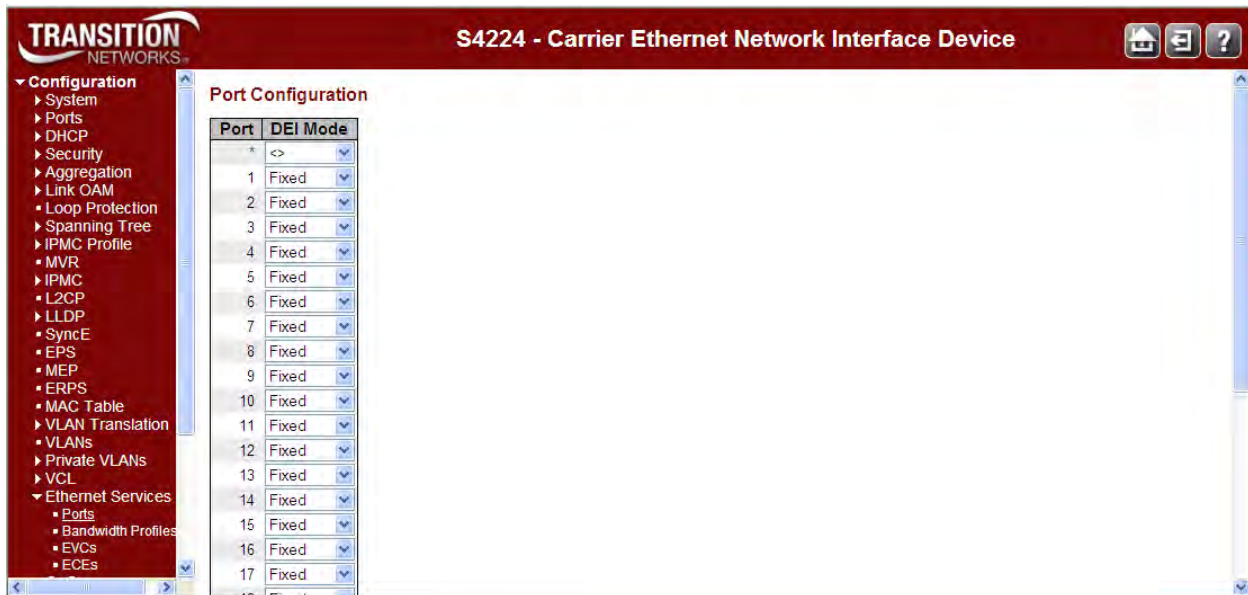 TRANSITION
NETWORKS
S4224 - Carrier Ethernet Network Interface Device
?
Configuration
System
Ports
DHCP
Security
Aggregation
Link OAM
Loop Protection
Spanning Tree
IPMC Profile
MVR
IPMC
L2CP
LLDP
SyncE
EPS
MEP
ERPS
MAC Table
VLAN Translation
VLANs
Private VLANs
VCL
Ethernet Services
Ports
Bandwidth Profiles
EVCs
ECEs
Port Configuration
Port DEI Mode
* <>
1 Fixed
2 Fixed
3 Fixed
4 Fixed
5 Fixed
6 Fixed
7 Fixed
8 Fixed
9 Fixed
10 Fixed
11 Fixed
12 Fixed
13 Fixed
14 Fixed
15 Fixed
16 Fixed
17 Fixed